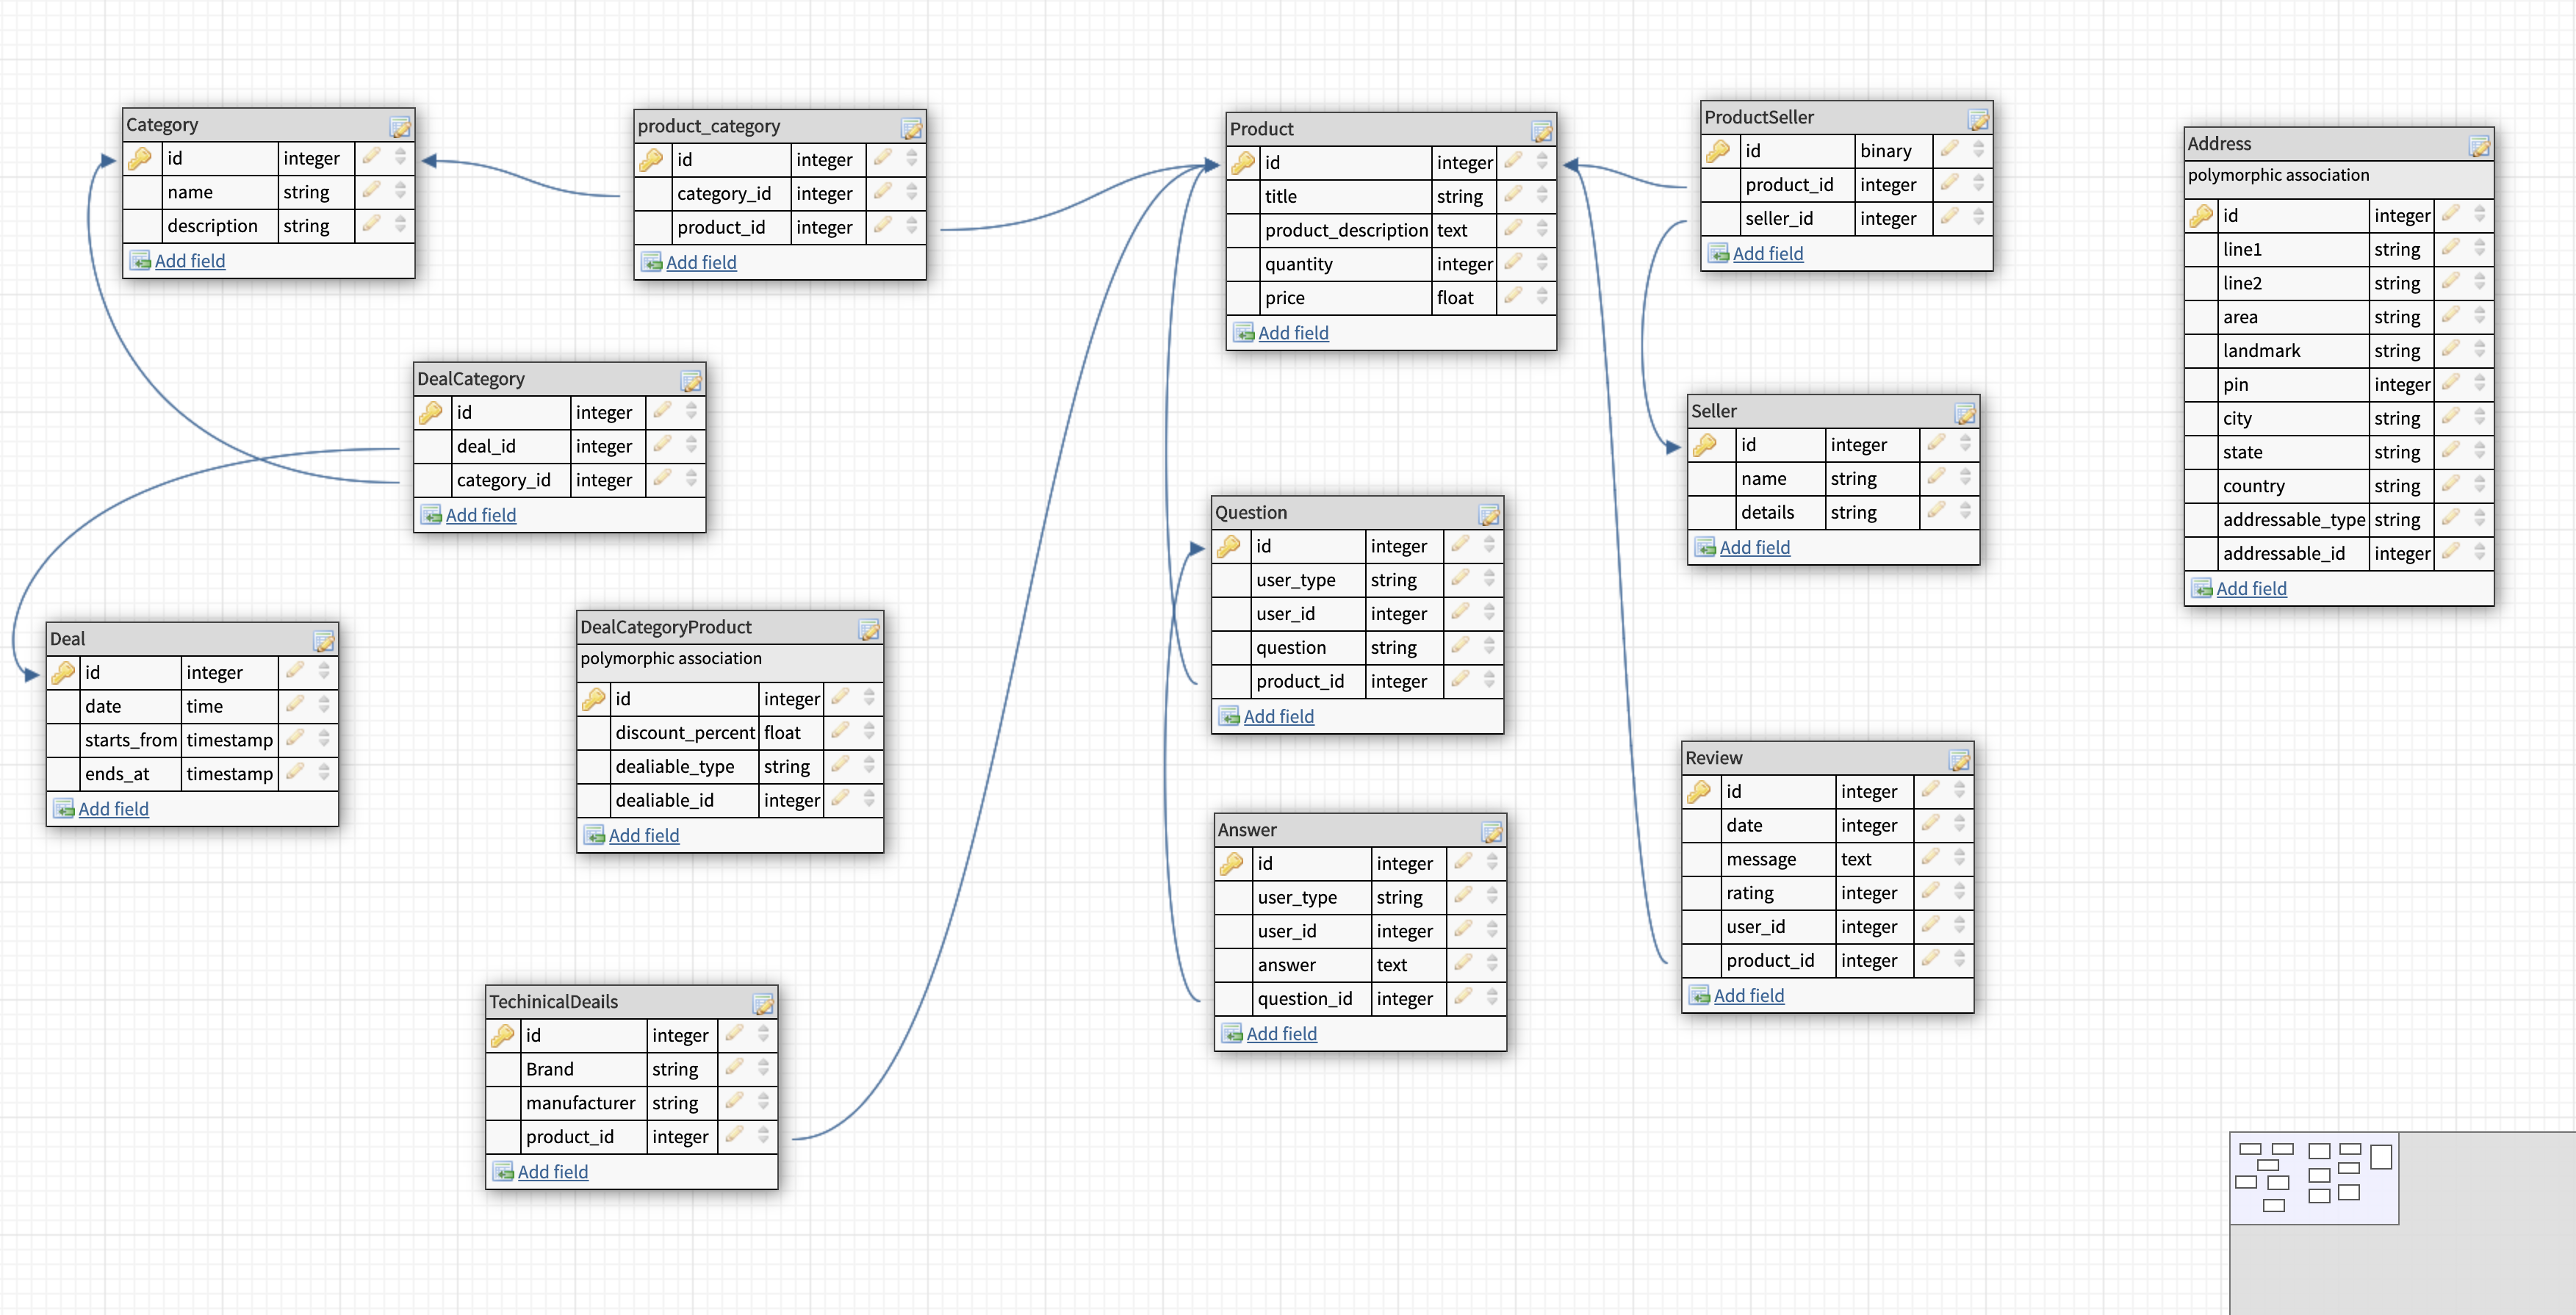 Category
id integer
name string
description string
Add field
product_category
id integer
category_id integer
product_id integer
Add field
Product
id integer
title string
product_description text
quantity integer
price float
Add field
ProductSeller
id binary
product_id integer
seller_id integer
Add field
Address
polymorphic association
id integer
line1 string
line2 string
area string
landmark string
pin integer
city string
state string
country string
addressable_type string
addressable_id integer
Add field
DealCategory
id integer
deal_id integer
category_id integer
Add field
Seller
id integer
name string
details string
Add field
Question
id integer
user_type string
user_id integer
question string
product_id integer
Add field
Deal
id integer
date time
starts_from timestamp
ends_at timestamp
Add field
DealCategoryProduct
polymorphic association
id integer
discount_percent float
dealiable_type string
dealiable_id integer
Add field
Review
id integer
date integer
message text
rating integer
user_id integer
product_id integer
Add field
Answer
id integer
user_type string
user_id integer
answer text
question_id integer
Add field
TechinicalDeails
id integer
Brand string
manufacturer string
product_id integer
Add field